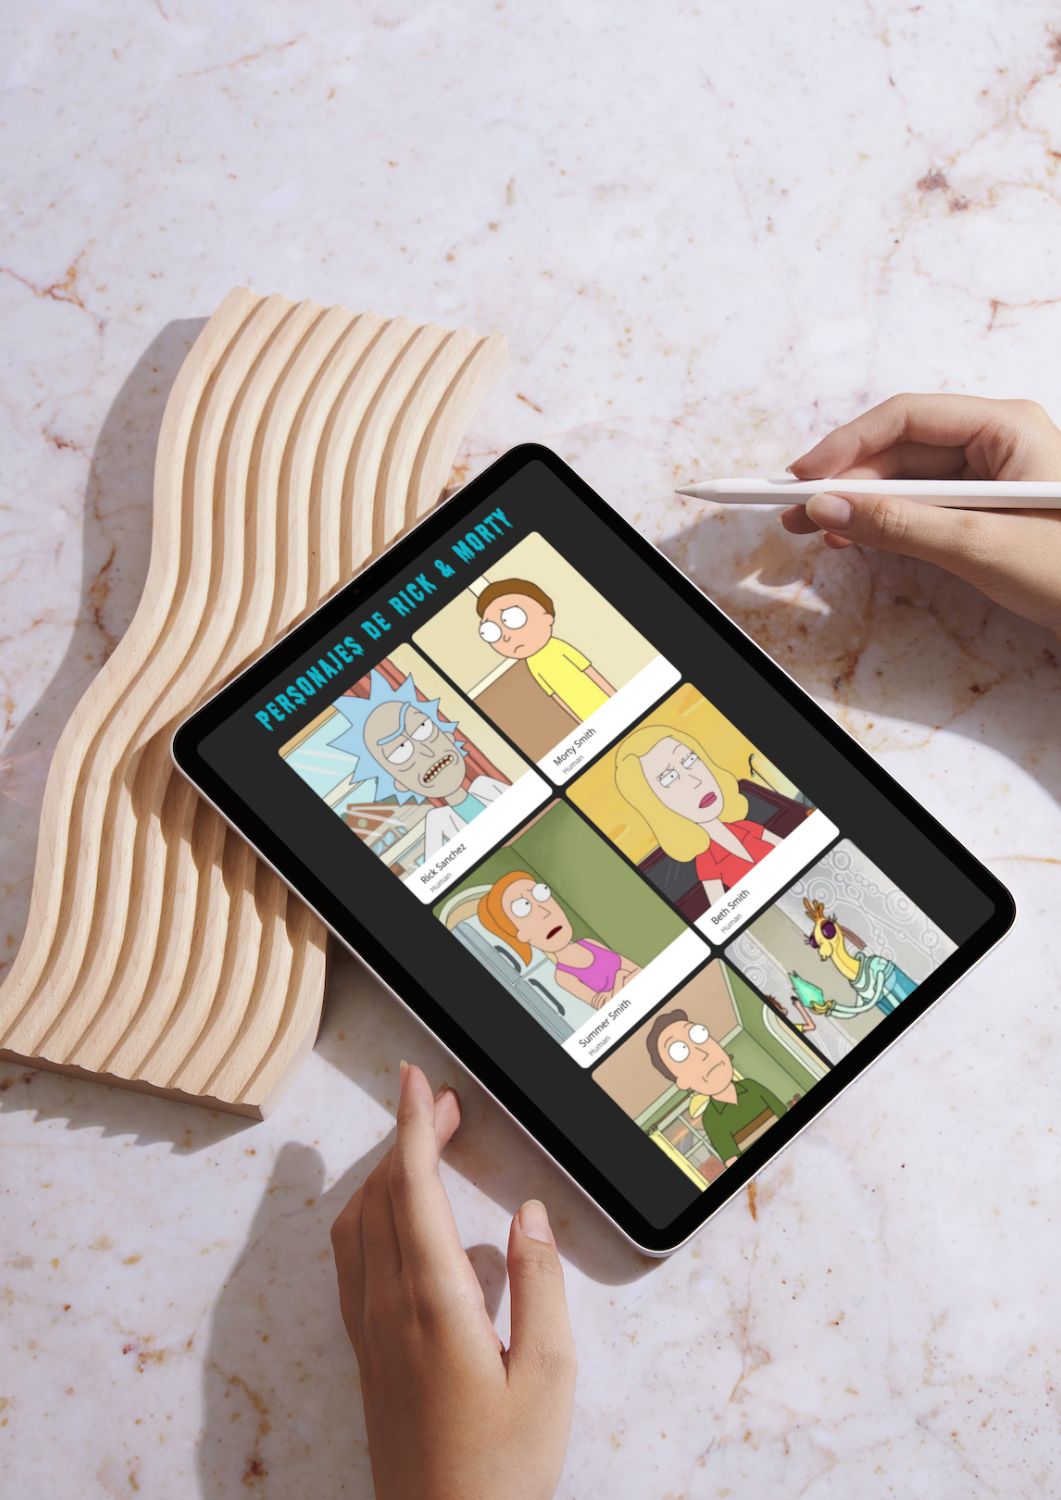 PERSONAJES DE RICK & MORTY
Rick Sanchez
Human
Morty Smith
Human
Summer Smith
Human
Beth Smith
Human